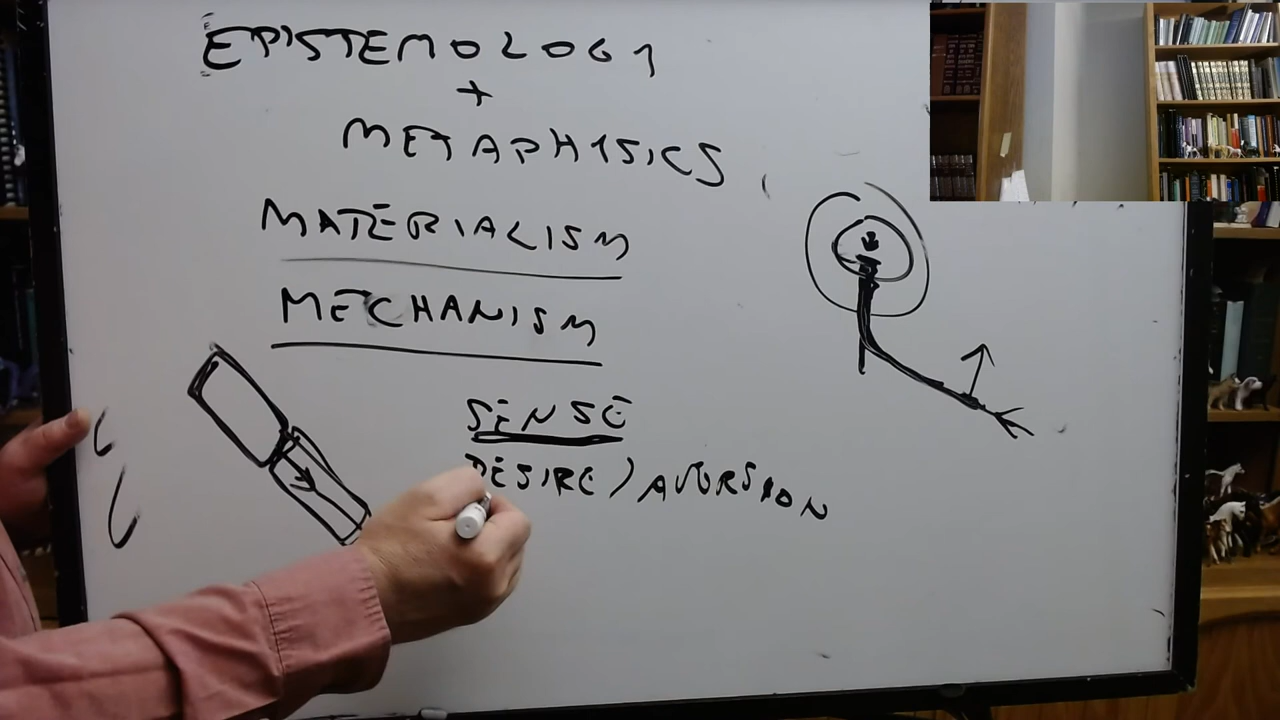 EPISTEMOLOGY
+
METAPHYSICS
MATERIALISM
MECHANISM
SENSE
DESIRE / AVERSION